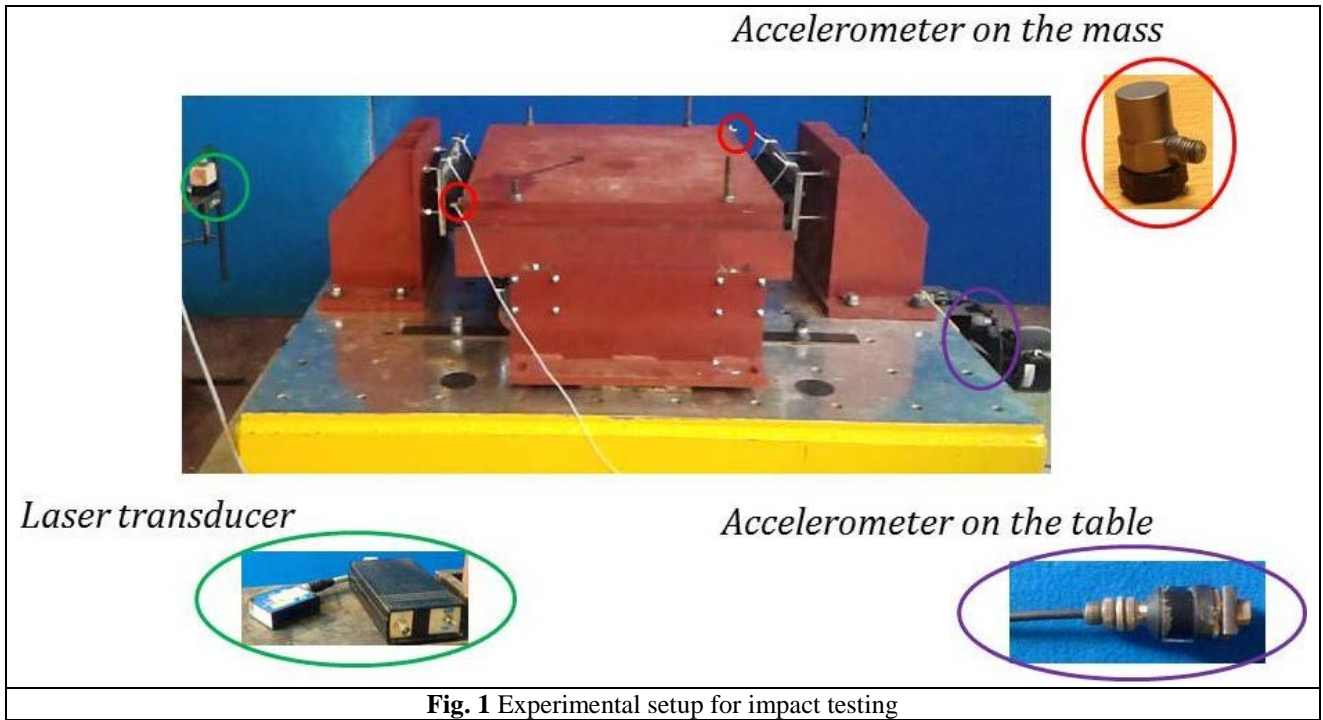 Accelerometer on the mass
Laser transducer
Accelerometer on the table
Fig. 1 Experimental setup for impact testing